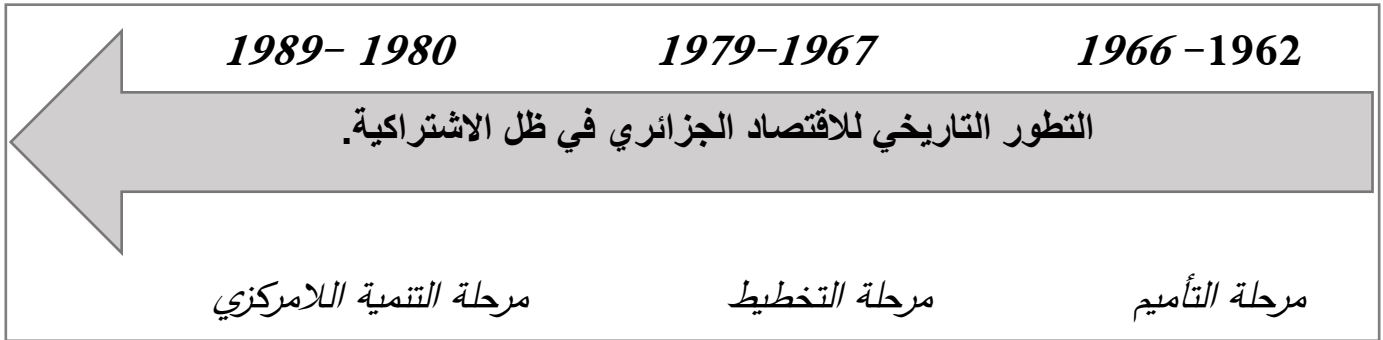 1962- 1966 1967-1979 1980 -1989
التطور التاريخي للاقتصاد الجزائري في ظل الاشتراكية.
مرحلة التأميم مرحلة التخطيط مرحلة التنمية اللامركزي